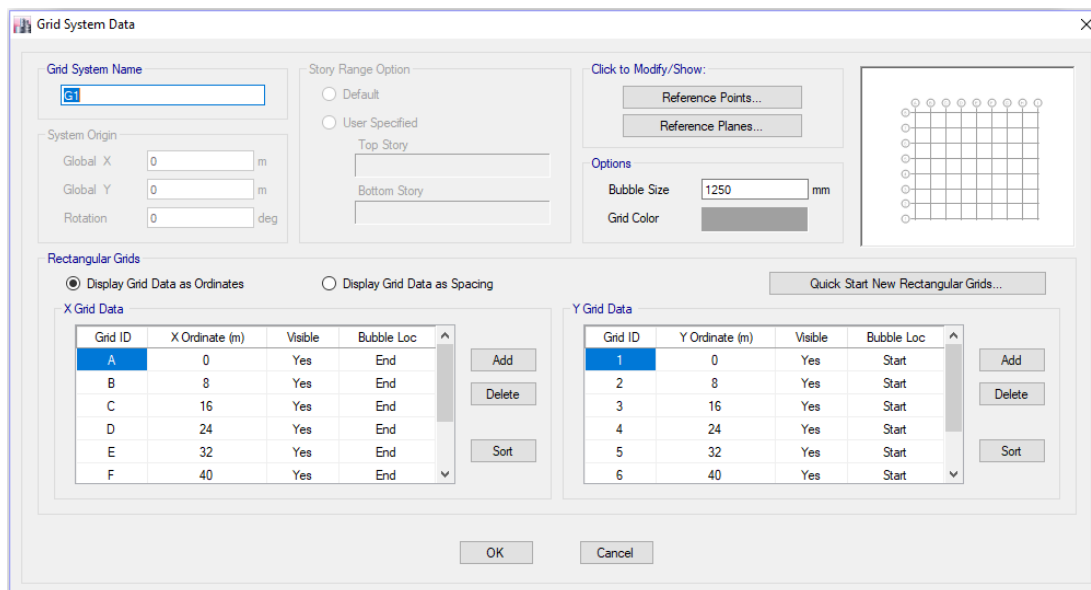 Grid System Data
Grid System Name
G1
System Origin
Global X 0 m
Global Y 0 m
Rotation 0 deg
Story Range Option
Default
User Specified
Top Story
Bottom Story
Click to Modify/Show:
Reference Points...
Reference Planes...
Options
Bubble Size 1250 mm
Grid Color
Rectangular Grids
Display Grid Data as Ordinates Display Grid Data as Spacing Quick Start New Rectangular Grids...
X Grid Data
Grid ID X Ordinate (m) Visible Bubble Loc
A 0 Yes End
B 8 Yes End
C 16 Yes End
D 24 Yes End
E 32 Yes End
F 40 Yes End
Add
Delete
Sort
Y Grid Data
Grid ID Y Ordinate (m) Visible Bubble Loc
1 0 Yes Start
2 8 Yes Start
3 16 Yes Start
4 24 Yes Start
5 32 Yes Start
6 40 Yes Start
Add
Delete
Sort
OK Cancel